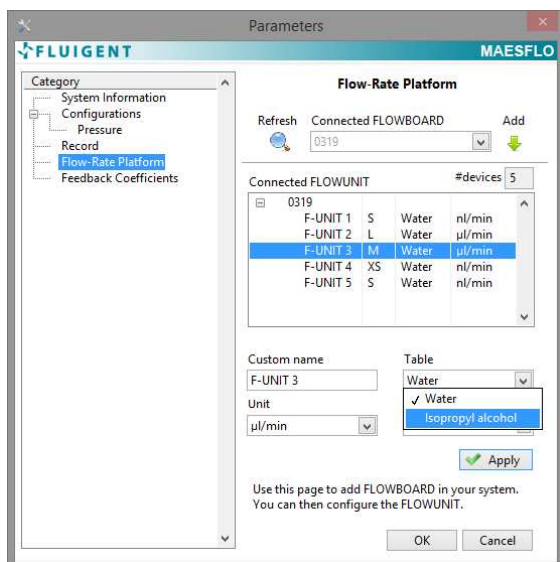 Parameters
FLUIGENT
MAESFLO
Category
System Information
Configurations
Pressure
Record
Flow-Rate Platform
Feedback Coefficients
Flow-Rate Platform
Refresh Connected FLOWBOARD Add
0319
Connected FLOWUNIT #devices 5
0319
F-UNIT 1 S Water nl/min
F-UNIT 2 L Water µl/min
F-UNIT 3 M Water µl/min
F-UNIT 4 XS Water nl/min
F-UNIT 5 S Water nl/min
Custom name Table
F-UNIT 3 Water
Unit ✓ Water
Isopropyl alcohol
µl/min
Apply
Use this page to add FLOWBOARD in your system.
You can then configure the FLOWUNIT.
OK Cancel